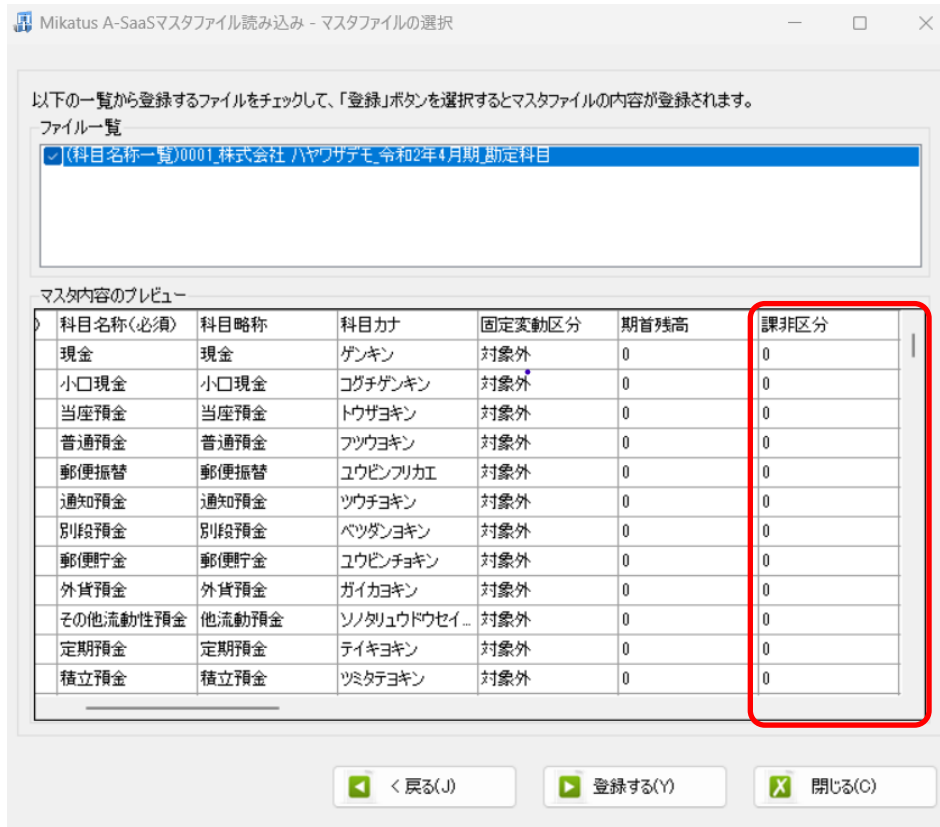 Mikatus A-SaaSマスタファイル読み込み - マスタファイルの選択
以下の一覧から登録するファイルをチェックして、「登録」ボタンを選択するとマスタファイルの内容が登録されます。
ファイル一覧
(科目名称一覧)0001_株式会社 ハヤワザデモ_令和2年4月期_勘定科目
マスタ内容のプレビュー
) 科目名称(必須) 科目略称 科目カナ 固定変動区分 期首残高 課非区分
現金 現金 ゲンキン 対象外 0 0
小口現金 小口現金 コグチゲンキン 対象外 0 0
当座預金 当座預金 トウザヨキン 対象外 0 0
普通預金 普通預金 フツウヨキン 対象外 0 0
郵便振替 郵便振替 ユウビンフリカエ 対象外 0 0
通知預金 通知預金 ツウチヨキン 対象外 0 0
別段預金 別段預金 ベツダンヨキン 対象外 0 0
郵便貯金 郵便貯金 ユウビンチョキン 対象外 0 0
外貨預金 外貨預金 ガイカヨキン 対象外 0 0
その他流動性預金 他流動預金 ソノタリュウドウセイ... 対象外 0 0
定期預金 定期預金 テイキヨキン 対象外 0 0
積立預金 積立預金 ツミタテヨキン 対象外 0 0
< 戻る(J) 登録する(Y) 閉じる(C)